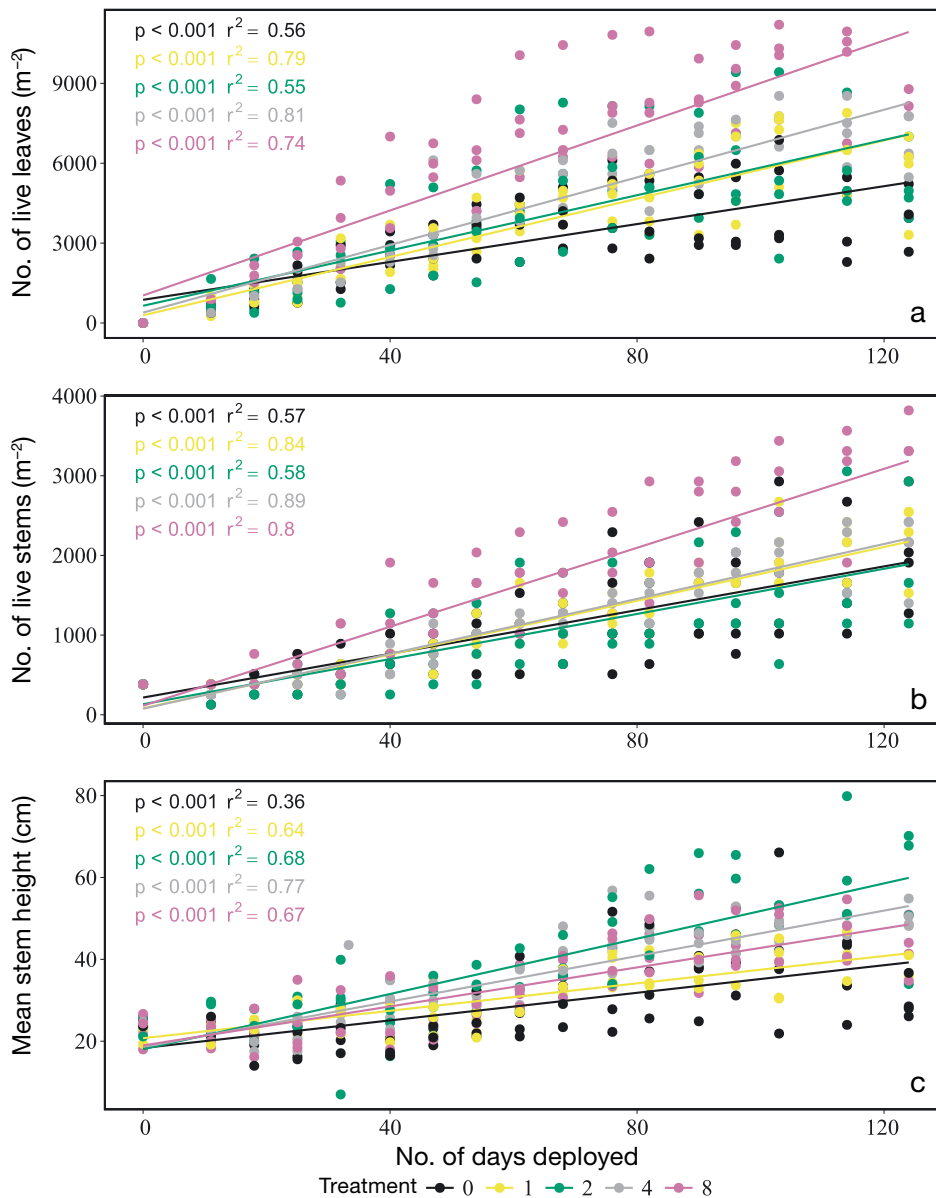 p < 0.001 r² = 0.56
p < 0.001 r² = 0.79
p < 0.001 r² = 0.55
p < 0.001 r² = 0.81
p < 0.001 r² = 0.74
No. of live leaves (m⁻²)
9000
6000
3000
0
0 40 80 120
a
p < 0.001 r² = 0.57
p < 0.001 r² = 0.84
p < 0.001 r² = 0.58
p < 0.001 r² = 0.89
p < 0.001 r² = 0.8
No. of live stems (m⁻²)
4000
3000
2000
1000
0
0 40 80 120
b
p < 0.001 r² = 0.36
p < 0.001 r² = 0.64
p < 0.001 r² = 0.68
p < 0.001 r² = 0.77
p < 0.001 r² = 0.67
Mean stem height (cm)
80
60
40
20
0 40 80 120
c
No. of days deployed
Treatment 0 1 2 4 8